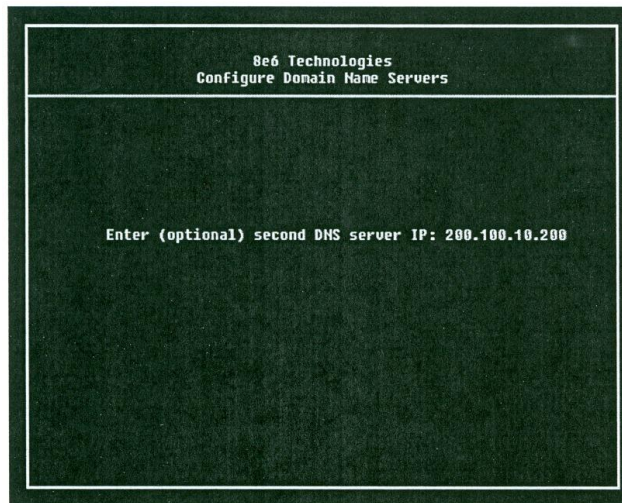 8e6 Technologies
Configure Domain Name Servers
Enter (optional) second DNS server IP: 200.100.10.200